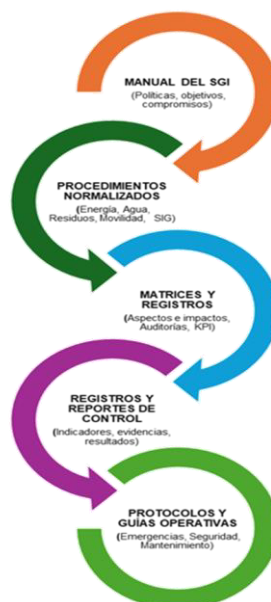 MANUAL DEL SGI
(Políticas, objetivos,
compromisos)
PROCEDIMIENTOS
NORMALIZADOS
(Energía, Agua,
Residuos, Movilidad, SIG)
MATRICES Y
REGISTROS
(Aspectos e impactos,
Auditorías, KPI)
REGISTROS Y
REPORTES DE
CONTROL
(Indicadores, evidencias,
resultados)
PROTOCOLOS Y
GUÍAS OPERATIVAS
(Emergencias, Seguridad,
Mantenimiento)